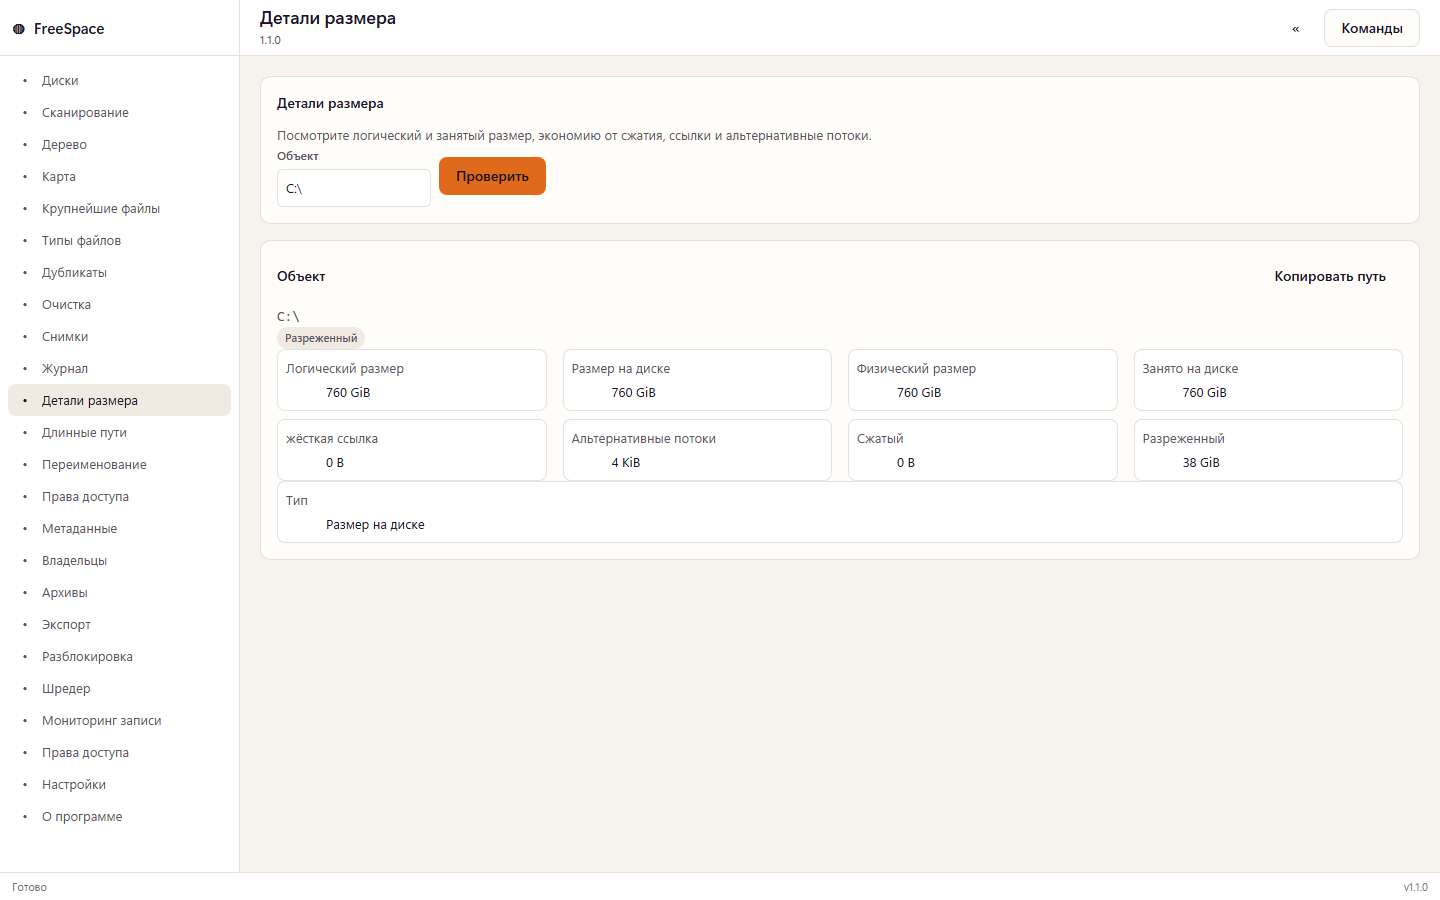 FreeSpace
Детали размера
1.1.0
«
Команды
• Диски
• Сканирование
• Дерево
• Карта
• Крупнейшие файлы
• Типы файлов
• Дубликаты
• Очистка
• Снимки
• Журнал
• Детали размера
• Длинные пути
• Переименование
• Права доступа
• Метаданные
• Владельцы
• Архивы
• Экспорт
• Разблокировка
• Шредер
• Мониторинг записи
• Права доступа
• Настройки
• О программе
Детали размера
Посмотрите логический и занятый размер, экономию от сжатия, ссылки и альтернативные потоки.
Объект
C:\
Проверить
Объект
Копировать путь
C:\
Разреженный
Логический размер
760 GiB
Размер на диске
760 GiB
Физический размер
760 GiB
Занято на диске
760 GiB
жёсткая ссылка
0 B
Альтернативные потоки
4 KiB
Сжатый
0 B
Разреженный
38 GiB
Тип
Размер на диске
Готово
v1.1.0